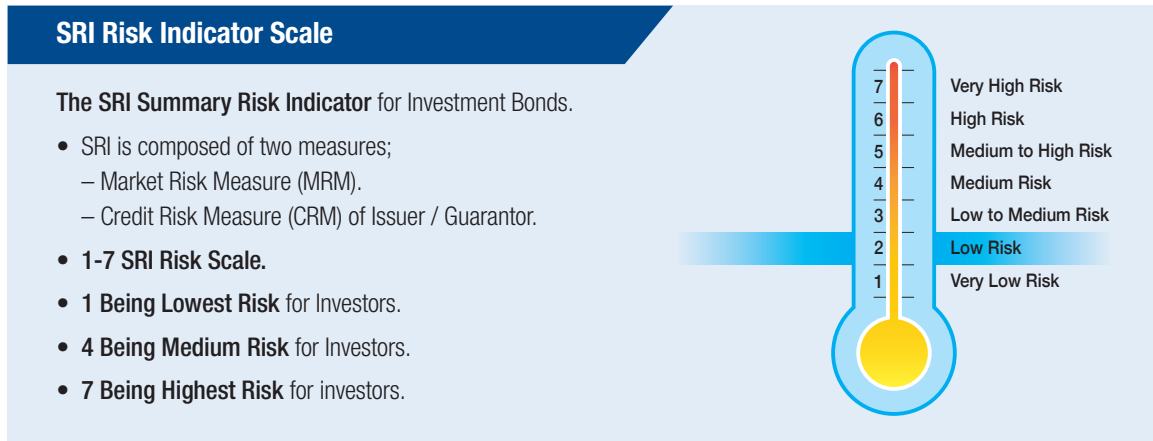 SRI Risk Indicator Scale
The SRI Summary Risk Indicator for Investment Bonds.
• SRI is composed of two measures;
– Market Risk Measure (MRM).
– Credit Risk Measure (CRM) of Issuer / Guarantor.
• 1-7 SRI Risk Scale.
• 1 Being Lowest Risk for Investors.
• 4 Being Medium Risk for Investors.
• 7 Being Highest Risk for investors.
7 Very High Risk
6 High Risk
5 Medium to High Risk
4 Medium Risk
3 Low to Medium Risk
2 Low Risk
1 Very Low Risk